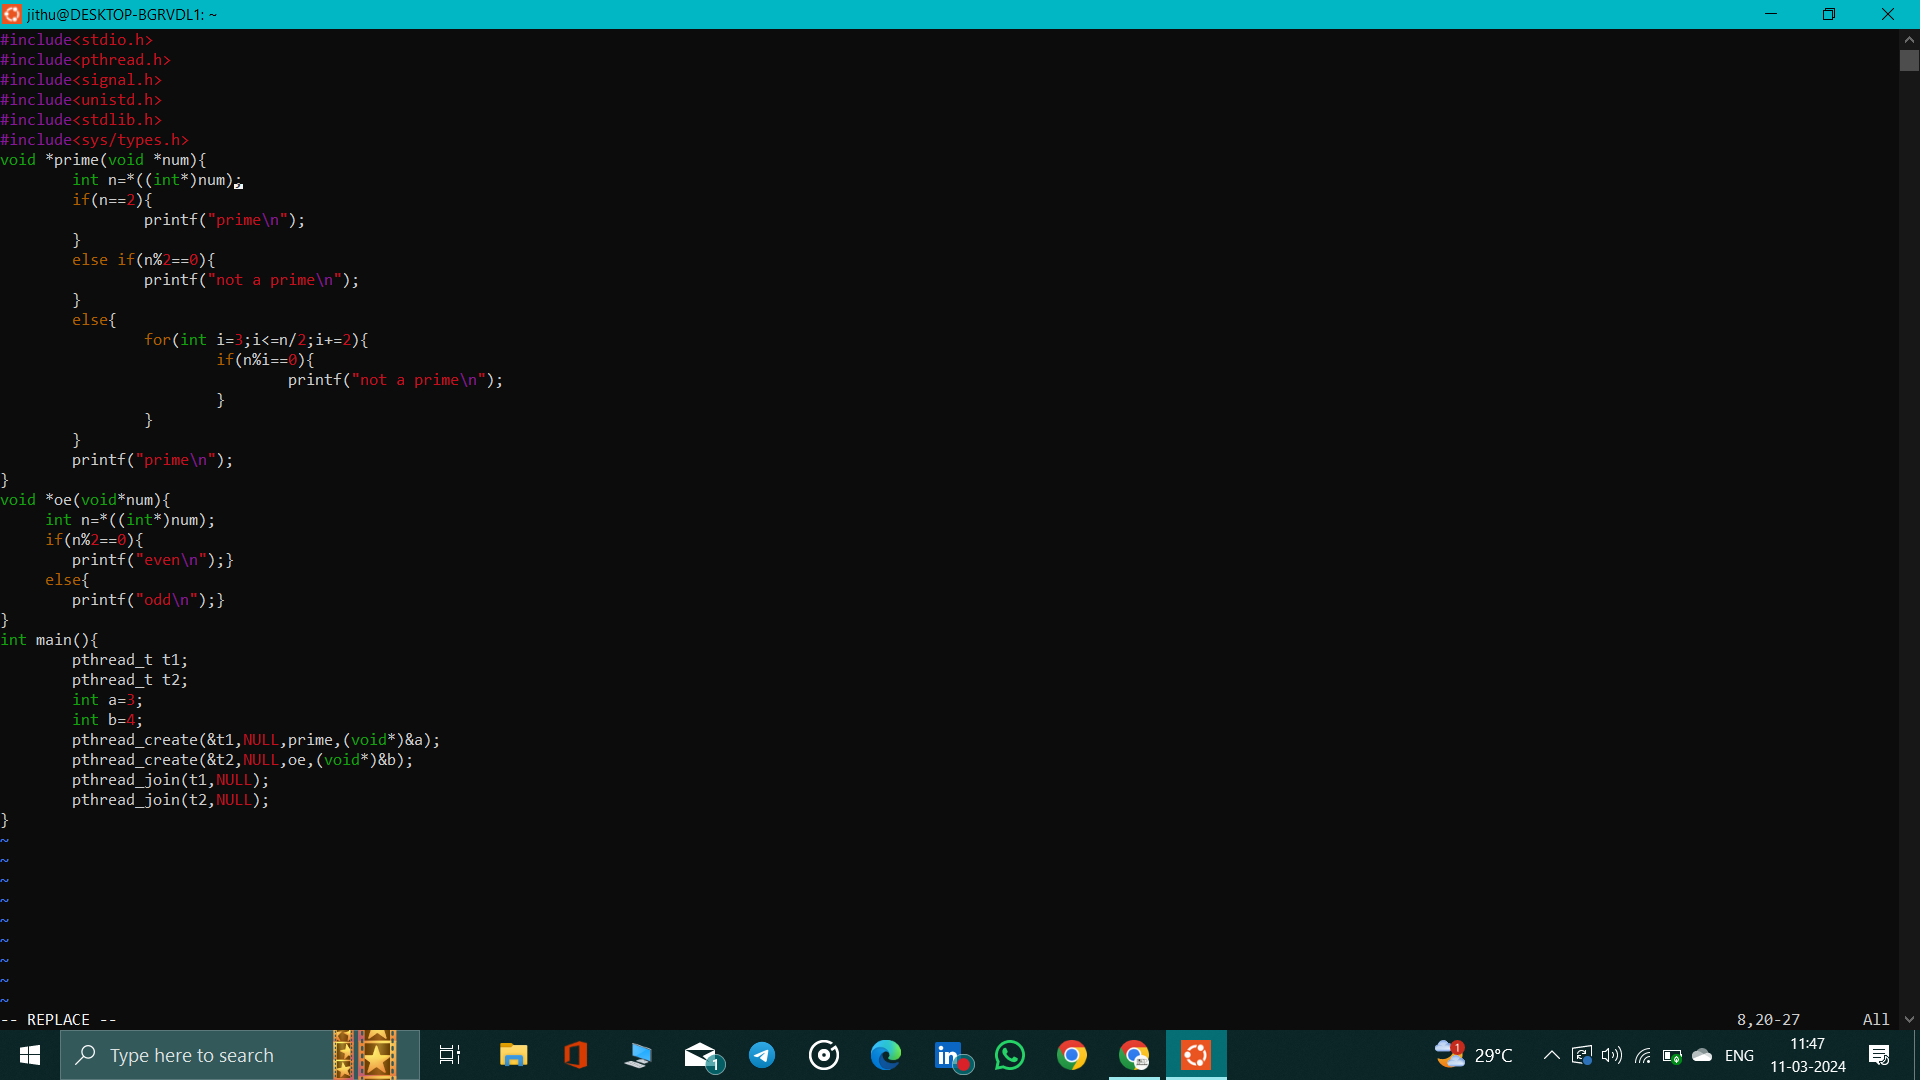 jithu@DESKTOP-BGRVDL1: ~
#include<stdio.h>
#include<pthread.h>
#include<signal.h>
#include<unistd.h>
#include<stdlib.h>
#include<sys/types.h>
void *prime(void *num){
        int n=*((int*)num);
        if(n==2){
                printf("prime\n");
        }
        else if(n%2==0){
                printf("not a prime\n");
        }
        else{
                for(int i=3;i<=n/2;i+=2){
                        if(n%i==0){
                                printf("not a prime\n");
                        }
                }
        }
        printf("prime\n");
}
void *oe(void*num){
     int n=*((int*)num);
     if(n%2==0){
        printf("even\n");}
     else{
        printf("odd\n");}
}
int main(){
        pthread_t t1;
        pthread_t t2;
        int a=3;
        int b=4;
        pthread_create(&t1,NULL,prime,(void*)&a);
        pthread_create(&t2,NULL,oe,(void*)&b);
        pthread_join(t1,NULL);
        pthread_join(t2,NULL);
}
~
~
~
~
~
~
~
~
~
-- REPLACE -- 8,20-27 All
Type here to search 1 in 1 29°C ENG 11:47
11-03-2024